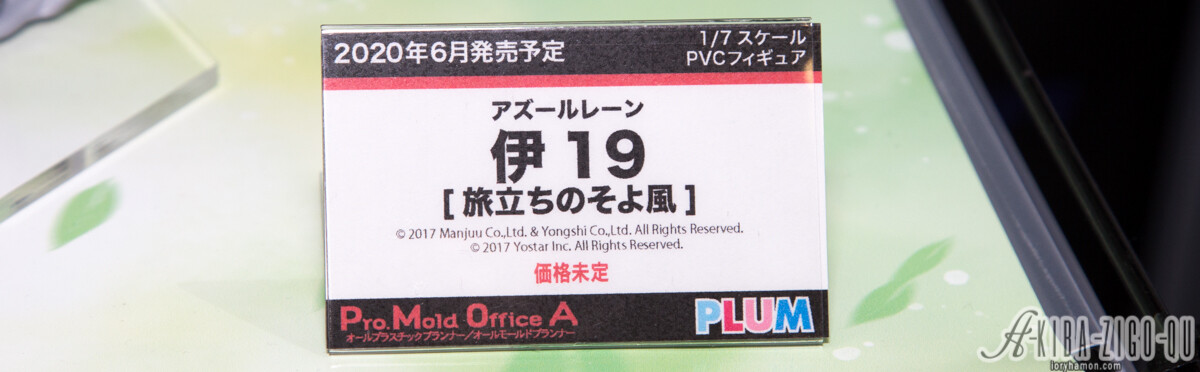 2020年6月発売予定
1/7 スケール
PVCフィギュア
アズールレーン
伊 19
[ 旅立ちのそよ風 ]
© 2017 Manjuu Co.,Ltd. & Yongshi Co.,Ltd. All Rights Reserved.
© 2017 Yostar Inc. All Rights Reserved.
価格未定
Pro.Mold Office A
オールプラスチックプランナー/オールモールドプランナー
PLUM
A-KIBA-ZIGO-QU
loryhamon.com